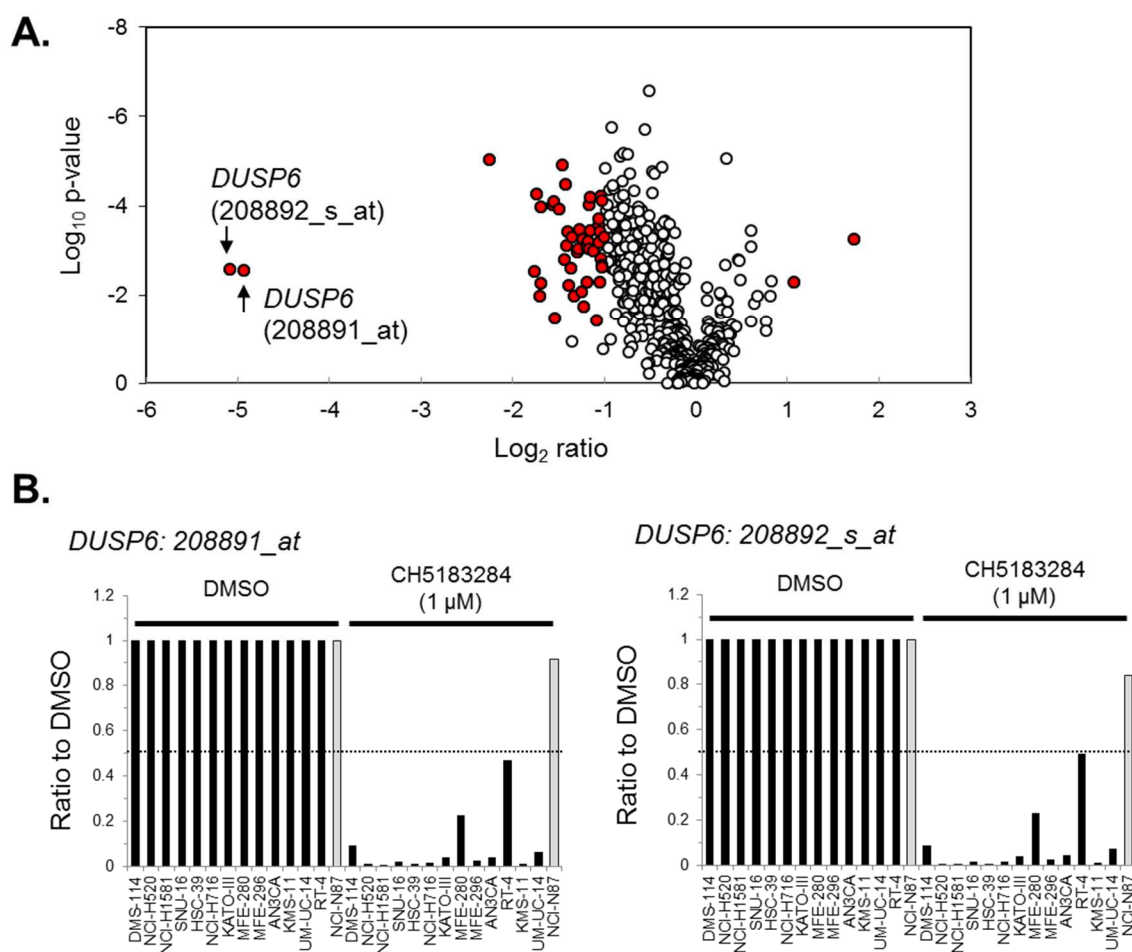 A.
-8
-6
-4
-2
0
Log10 p-value
DUSP6
(208892_s_at)
DUSP6
(208891_at)
-6
-5
-4
-3
-2
-1
0
1
2
3
Log2 ratio
B.
DUSP6: 208891_at
DMSO
CH5183284
(1 µM)
1.2
1
0.8
0.6
0.4
0.2
0
Ratio to DMSO
DMS-114
NCI-H520
NCI-H1581
SNU-16
HSC-39
NCI-H716
KATO-III
MFE-280
MFE-296
AN3CA
KMS-11
UM-UC-14
RT-4
NCI-N87
DMS-114
NCI-H520
NCI-H1581
SNU-16
HSC-39
NCI-H716
KATO-III
MFE-280
MFE-296
AN3CA
RT-4
KMS-11
UM-UC-14
NCI-N87
DUSP6: 208892_s_at
DMSO
CH5183284
(1 µM)
1.2
1
0.8
0.6
0.4
0.2
0
Ratio to DMSO
DMS-114
NCI-H520
NCI-H1581
SNU-16
HSC-39
NCI-H716
KATO-III
MFE-280
MFE-296
AN3CA
KMS-11
UM-UC-14
RT-4
NCI-N87
DMS-114
NCI-H520
NCI-H1581
SNU-16
HSC-39
NCI-H716
KATO-III
MFE-280
MFE-296
AN3CA
RT-4
KMS-11
UM-UC-14
NCI-N87